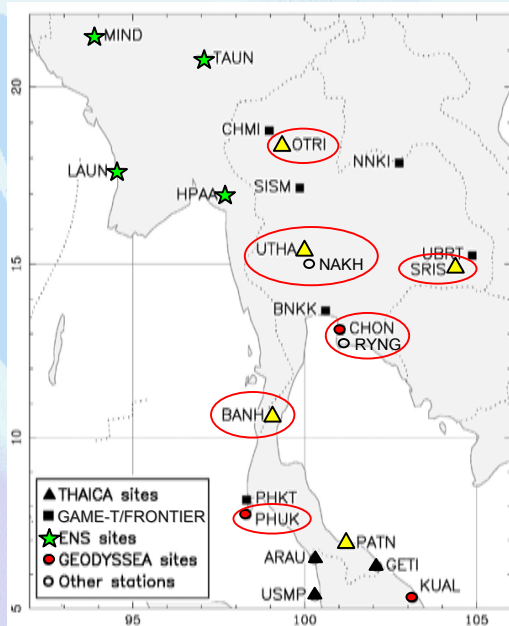 MIND
TAUN
20
CHMI
OTRI
NNKI
LAUN
SISM
HPAA
UTHA
NAKH
UBRT
SRIS
15
BNKK
CHON
RYNG
BANH
10
THAICA sites
GAME-T/FRONTIER
ENS sites
GEODYSSEA sites
Other stations
PHKT
PHUK
PATN
ARAU
GETI
USMP
KUAL
5
95
100
105